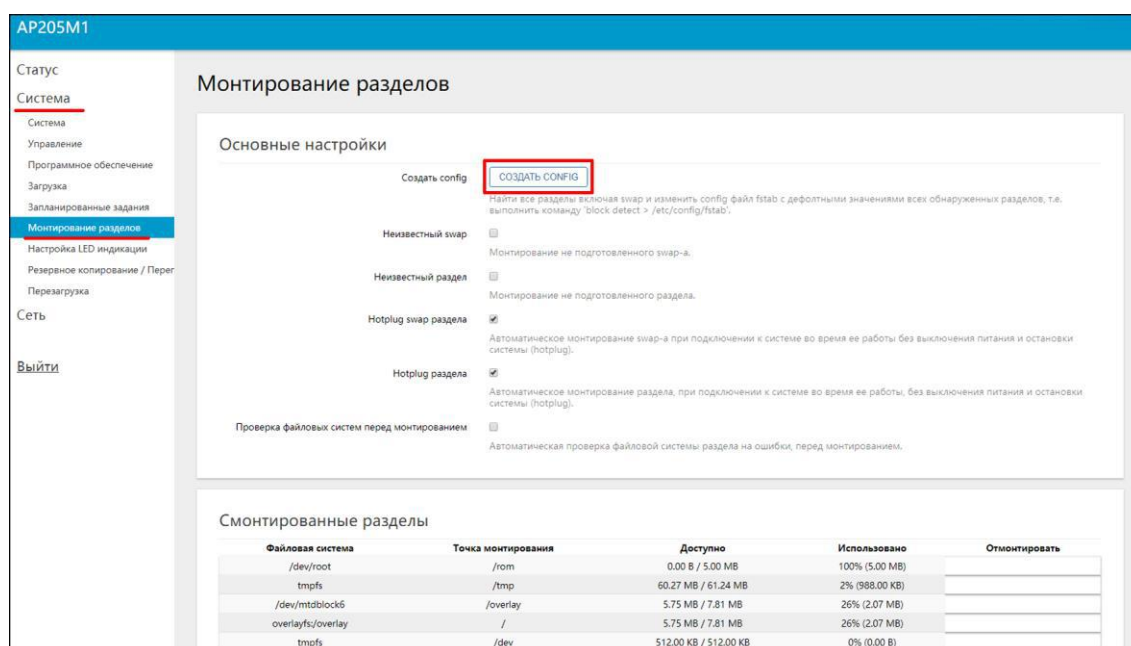 AP205M1
Статус
Система
Система
Управление
Программное обеспечение
Загрузка
Запланированные задания
Монтирование разделов
Настройка LED индикации
Резервное копирование / Перег
Перезагрузка
Сеть
Выйти
Монтирование разделов
Основные настройки
Создать config
СОЗДАТЬ CONFIG
Найти все разделы включая swap и изменить config файл fstab с дефолтными значениями всех обнаруженных разделов, т.е.
выполнить команду 'block detect > /etc/config/fstab'.
Неизвестный swap
Монтирование не подготовленного swap-а.
Неизвестный раздел
Монтирование не подготовленного раздела.
Hotplug swap раздела
Автоматическое монтирование swap-а при подключении к системе во время ее работы без выключения питания и остановки
системы (hotplug).
Hotplug раздела
Автоматическое монтирование раздела, при подключении к системе во время ее работы, без выключения питания и остановки
системы (hotplug).
Проверка файловых систем перед монтированием
Автоматическая проверка файловой системы раздела на ошибки, перед монтированием.
Смонтированные разделы
Файловая система Точка монтирования Доступно Использовано Отмонтировать
/dev/root /rom 0.00 B / 5.00 MB 100% (5.00 MB)
tmpfs /tmp 60.27 MB / 61.24 MB 2% (988.00 KB)
/dev/mtdblock6 /overlay 5.75 MB / 7.81 MB 26% (2.07 MB)
overlayfs:/overlay / 5.75 MB / 7.81 MB 26% (2.07 MB)
tmpfs /dev 512.00 KB / 512.00 KB 0% (0.00 B)